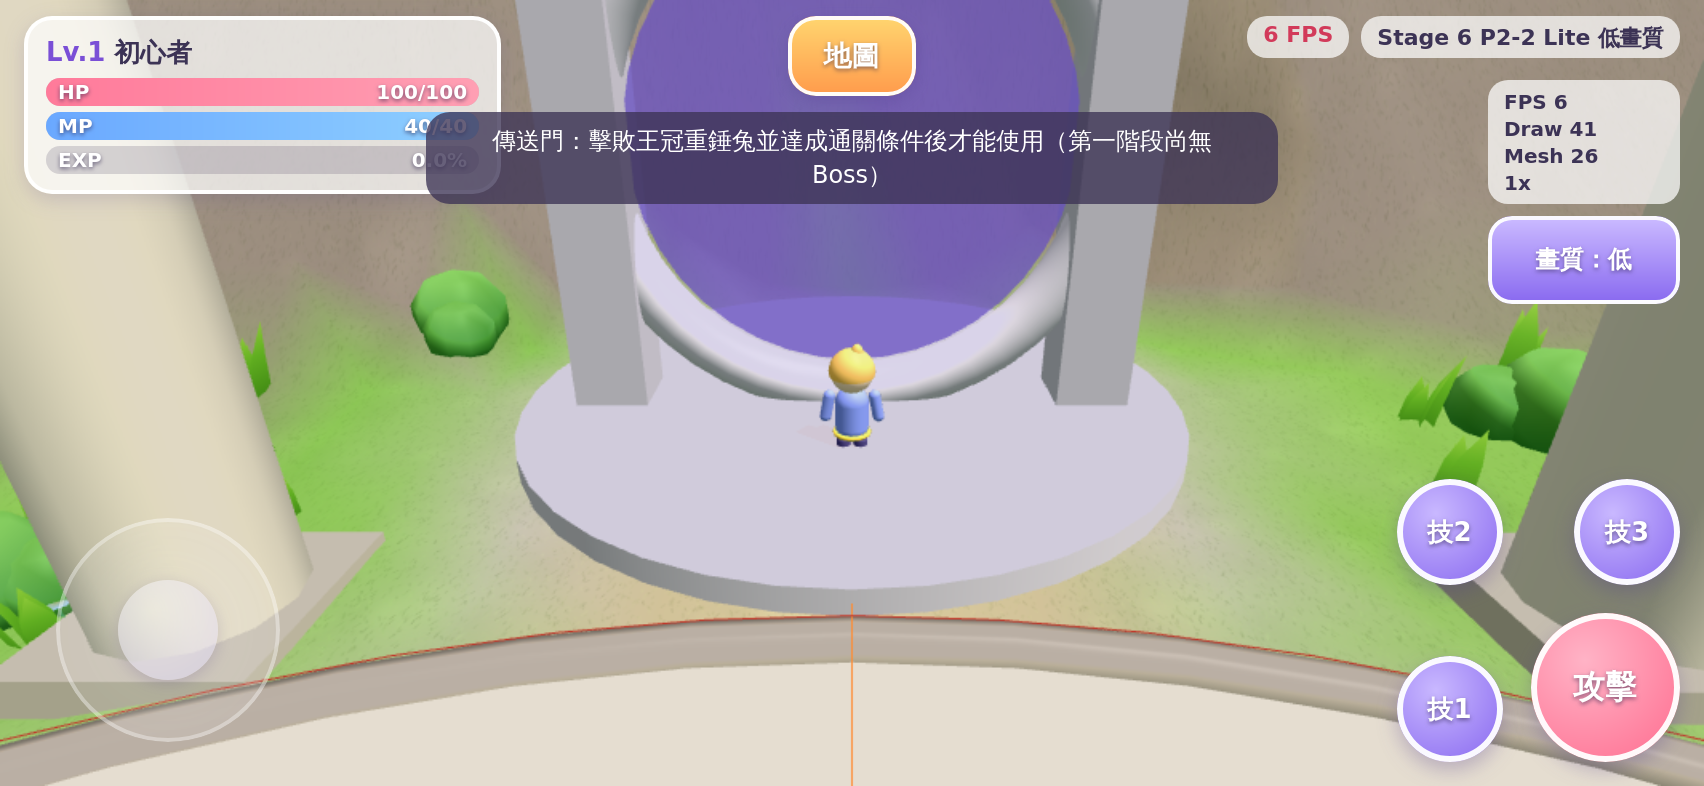 Lv.1 初心者
HP 100/100
MP 40/40
EXP 0.0%
地圖
6 FPS
Stage 6 P2-2 Lite 低畫質
傳送門：擊敗王冠重錘兔並達成通關條件後才能使用（第一階段尚無
Boss）
FPS 6
Draw 41
Mesh 26
1x
畫質：低
技2
技3
技1
攻擊